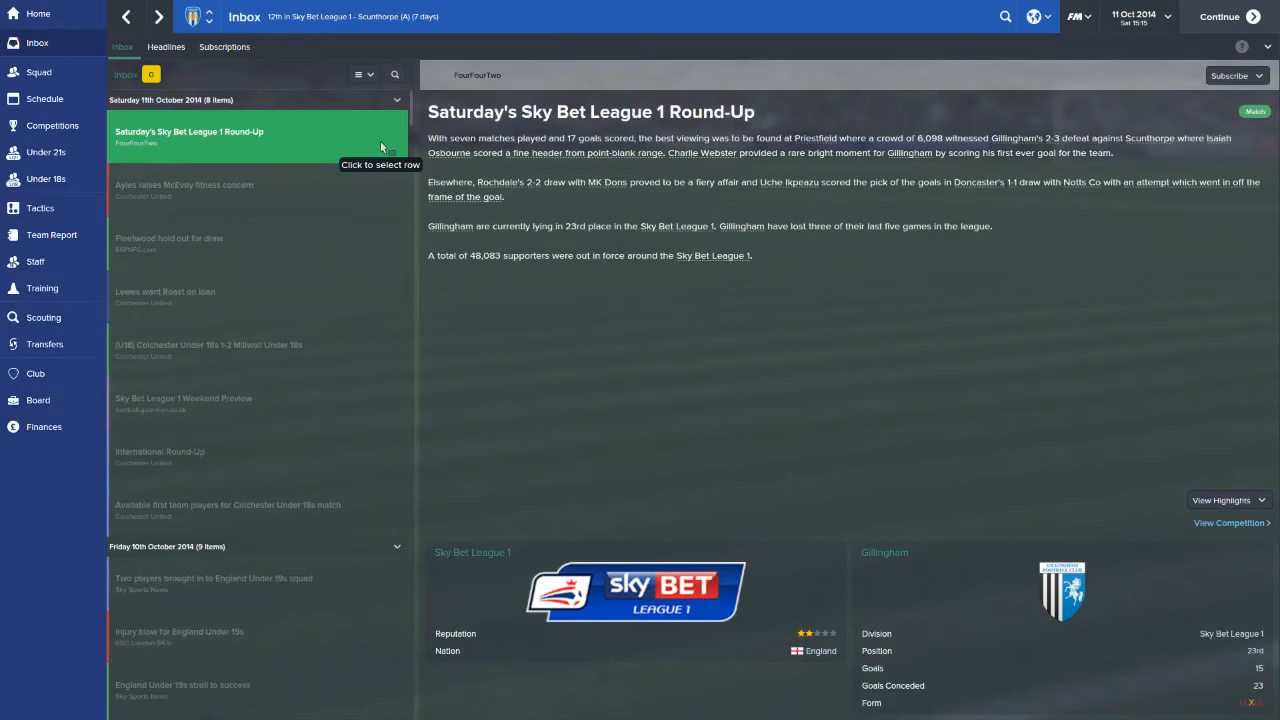 Home
Inbox
Squad
Schedule
Competitions
Under 21s
Under 18s
Tactics
Team Report
Staff
Training
Scouting
Transfers
Club
Board
Finances
Inbox
12th in Sky Bet League 1 - Scunthorpe (A) (7 days)
FM
11 Oct 2014
Sat 15:15
Continue
Inbox Headlines Subscriptions
Inbox 0
Saturday 11th October 2014 (8 items)
Saturday's Sky Bet League 1 Round-Up
FourFourTwo
Click to select row
Ayles raises McEvoy fitness concern
Colchester United
Fleetwood hold out for draw
ESPNFC.com
Lewes want Roast on loan
Colchester United
(U18) Colchester Under 18s 1-2 Millwall Under 18s
Colchester United
Sky Bet League 1 Weekend Preview
football.guardian.co.uk
International Round-Up
Colchester United
Available first team players for Colchester Under 18s match
Colchester United
Friday 10th October 2014 (9 items)
Two players brought in to England Under 19s squad
Sky Sports News
Injury blow for England Under 19s
BBC London 94.9
England Under 19s stroll to success
Sky Sports News
FourFourTwo
Subscribe
Saturday's Sky Bet League 1 Round-Up
Match
With seven matches played and 17 goals scored, the best viewing was to be found at Priestfield where a crowd of 6,098 witnessed Gillingham's 2-3 defeat against Scunthorpe where Isaiah
Osbourne scored a fine header from point-blank range. Charlie Webster provided a rare bright moment for Gillingham by scoring his first ever goal for the team.
Elsewhere, Rochdale's 2-2 draw with MK Dons proved to be a fiery affair and Uche Ikpeazu scored the pick of the goals in Doncaster's 1-1 draw with Notts Co with an attempt which went in off the
frame of the goal.
Gillingham are currently lying in 23rd place in the Sky Bet League 1. Gillingham have lost three of their last five games in the league.
A total of 48,083 supporters were out in force around the Sky Bet League 1.
View Highlights
View Competition
Sky Bet League 1
sky BET
LEAGUE 1
Reputation
Nation England
Gillingham
GILLINGHAM
FOOTBALL CLUB
Division Sky Bet League 1
Position 23rd
Goals 15
Goals Conceded 23
Form